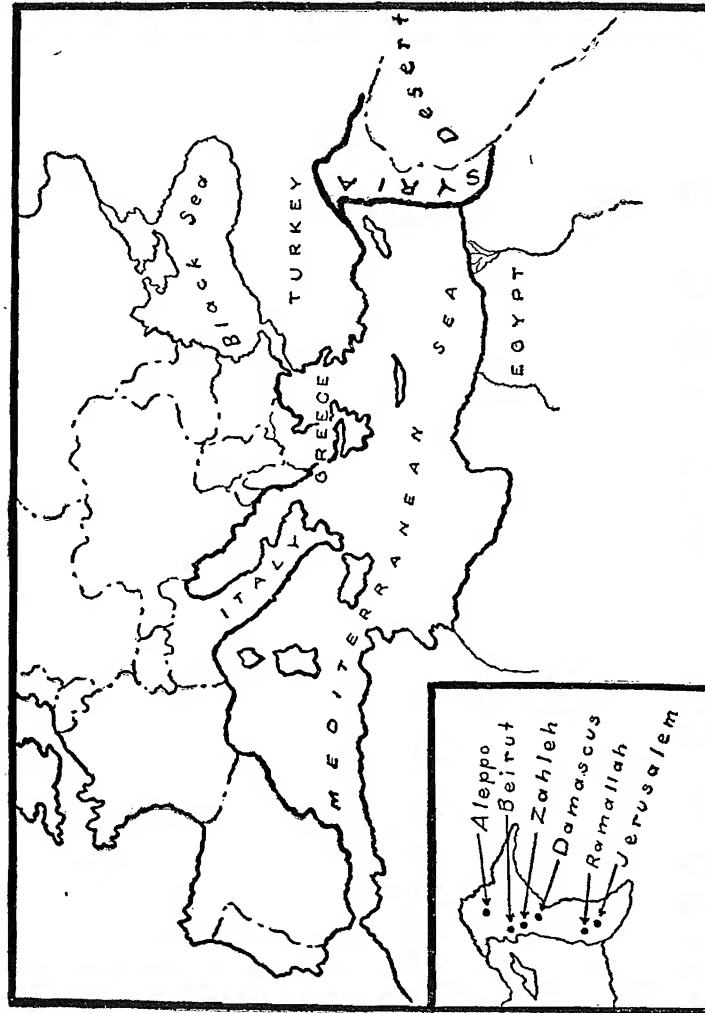 Black Sea
TURKEY
SYRIA
Desert
GREECE
ITALY
MEDITERRANEAN SEA
EGYPT
Aleppo
Beirut
Zahleh
Damascus
Ramallah
Jerusalem